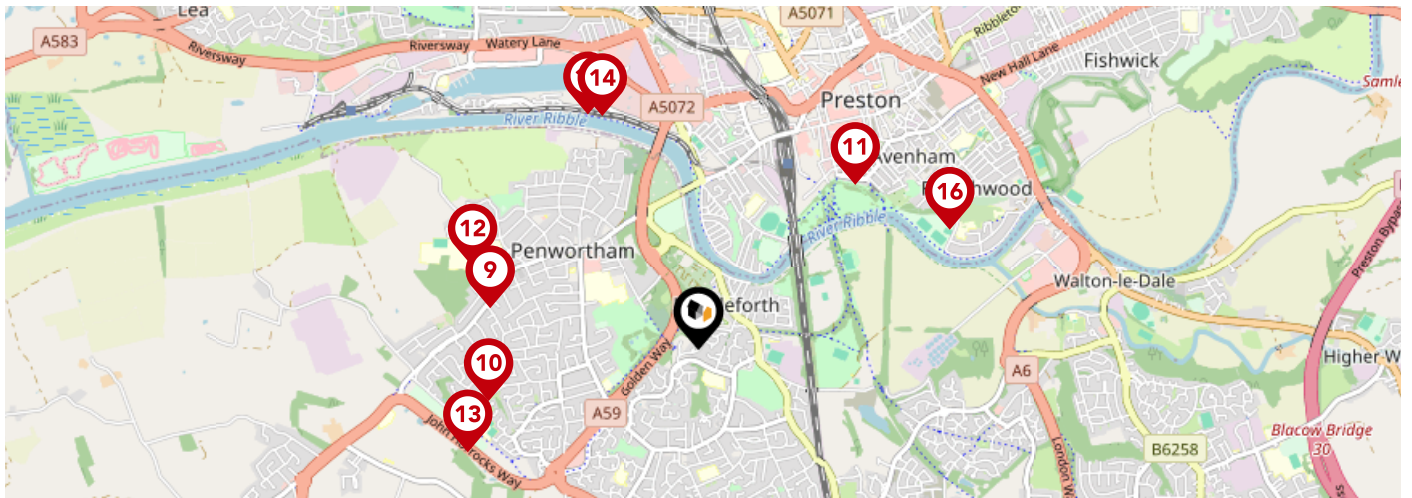 Lea
A5071
A583
Riversway
Riversway
Watery Lane
Ribbleton
New Hall Lane
Fishwick
Samle
14
A5072
Preston
River Ribble
11
Avenham
16
12
Penwortham
River Ribble
9
Walton-le-Dale
Preston Bypass
leforth
10
Golden Way
A6
Higher W
13
A59
John Horrocks Way
London W
B6258
Blacow Bridge
30